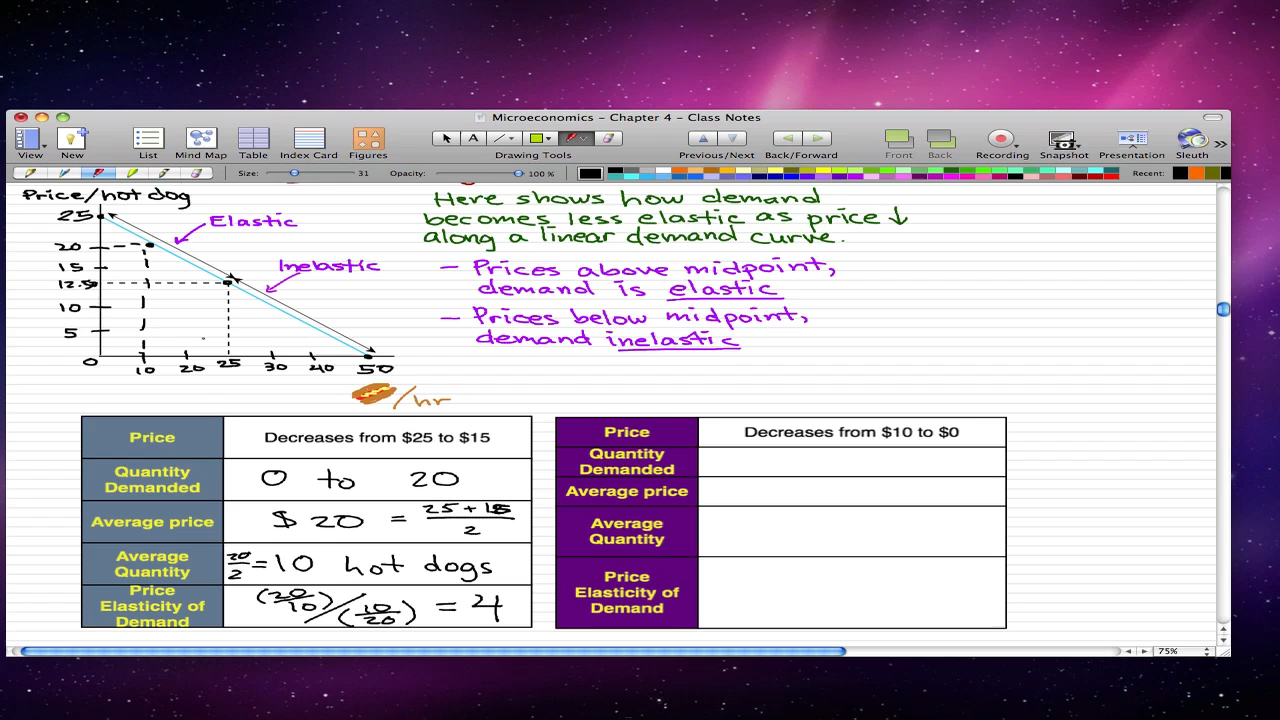 Microeconomics - Chapter 4 - Class Notes
View New List Mind Map Table Index Card Figures Drawing Tools Previous/Next Back/Forward Front Back Recording Snapshot Presentation Sleuth
Size: 31 Opacity: 100 % Recent:
Price/hot dog
25
20
15
12.5
10
5
0
10 20 25 30 40 50
/hr
Elastic
Inelastic
Here shows how demand
becomes less elastic as price ↓
along a linear demand curve.
- Prices above midpoint,
demand is elastic
- Prices below midpoint,
demand inelastic
Price Decreases from $25 to $15
Quantity
Demanded
0 to 20
Average price $20 = 25+15
2
Average
Quantity
20/2 = 10 hot dogs
Price
Elasticity of
Demand
(20/10)/(10/20) = 4
Price Decreases from $10 to $0
Quantity
Demanded
Average price
Average
Quantity
Price
Elasticity of
Demand
75%